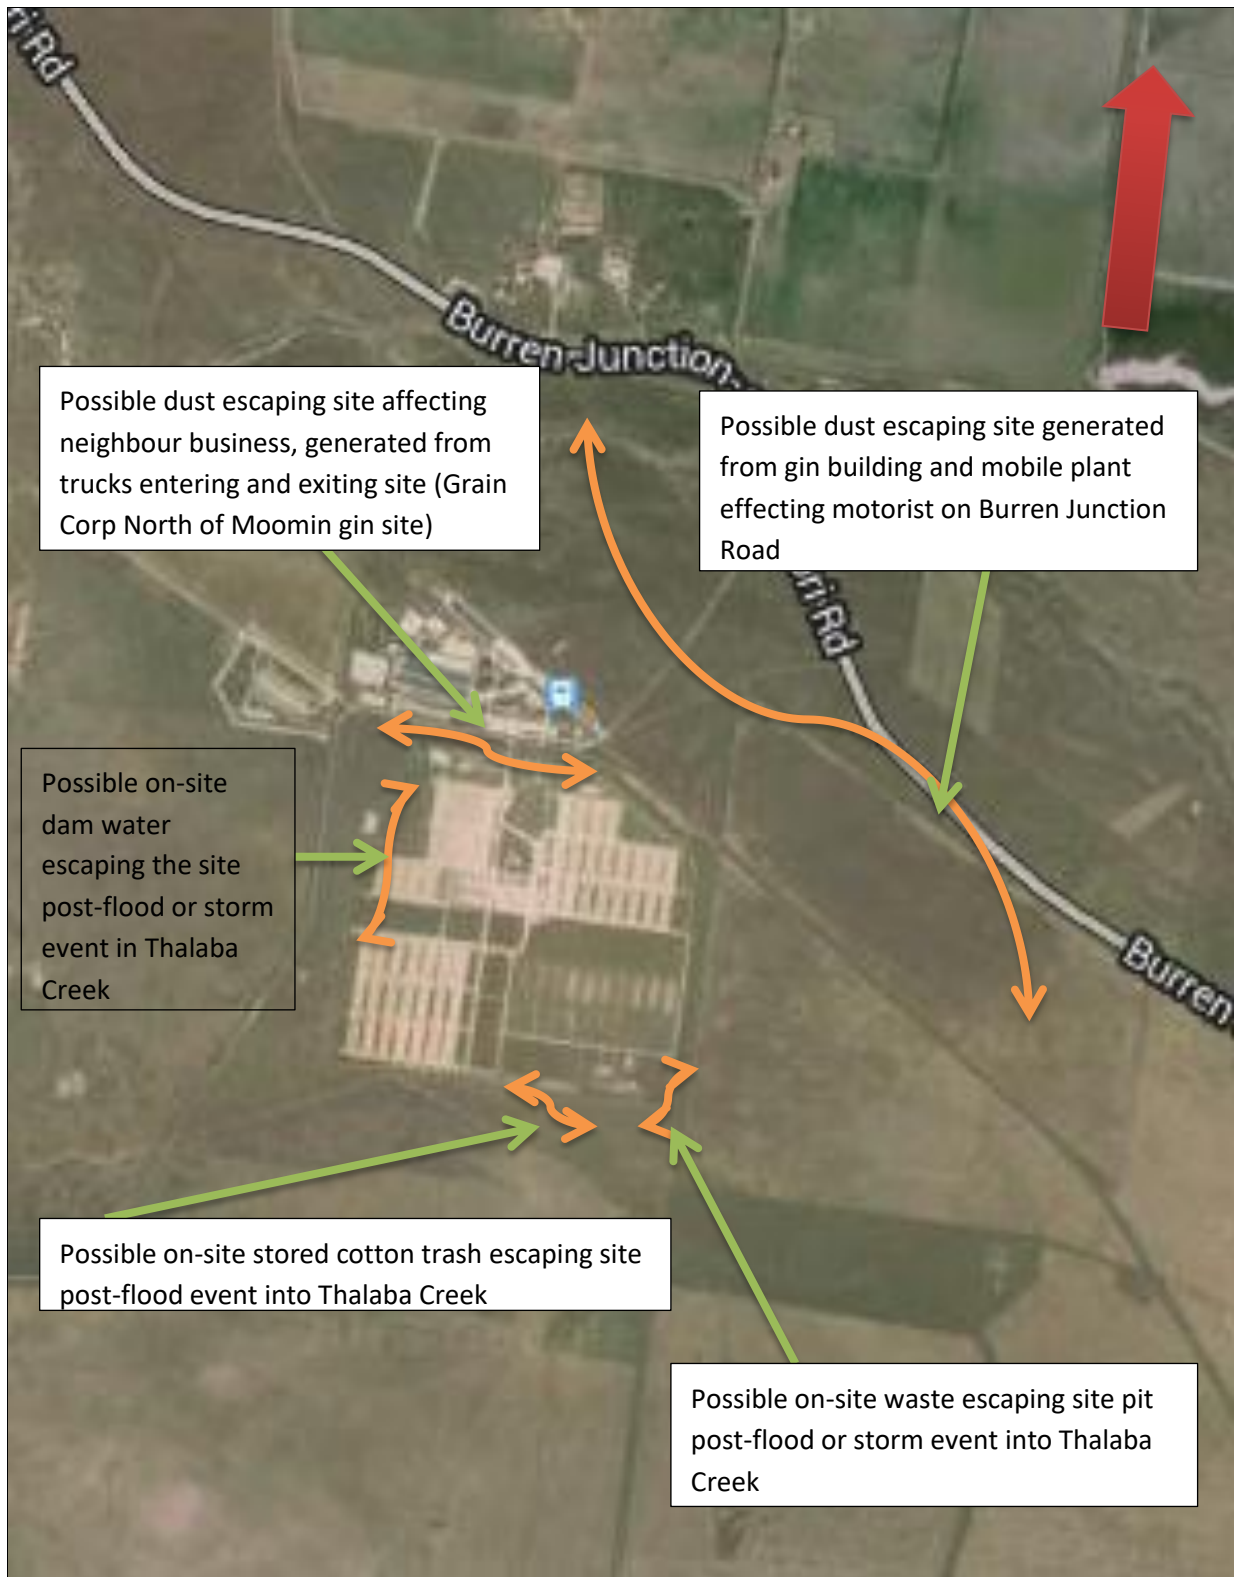 ri Rd
Burren-Junction-
Possible dust escaping site affecting
neighbour business, generated from
trucks entering and exiting site (Grain
Corp North of Moomin gin site)
Possible dust escaping site generated
from gin building and mobile plant
effecting motorist on Burren Junction
Road
ori Rd
Possible on-site
dam water
escaping the site
post-flood or storm
event in Thalaba
Creek
Burren
Possible on-site stored cotton trash escaping site
post-flood event into Thalaba Creek
Possible on-site waste escaping site pit
post-flood or storm event into Thalaba
Creek